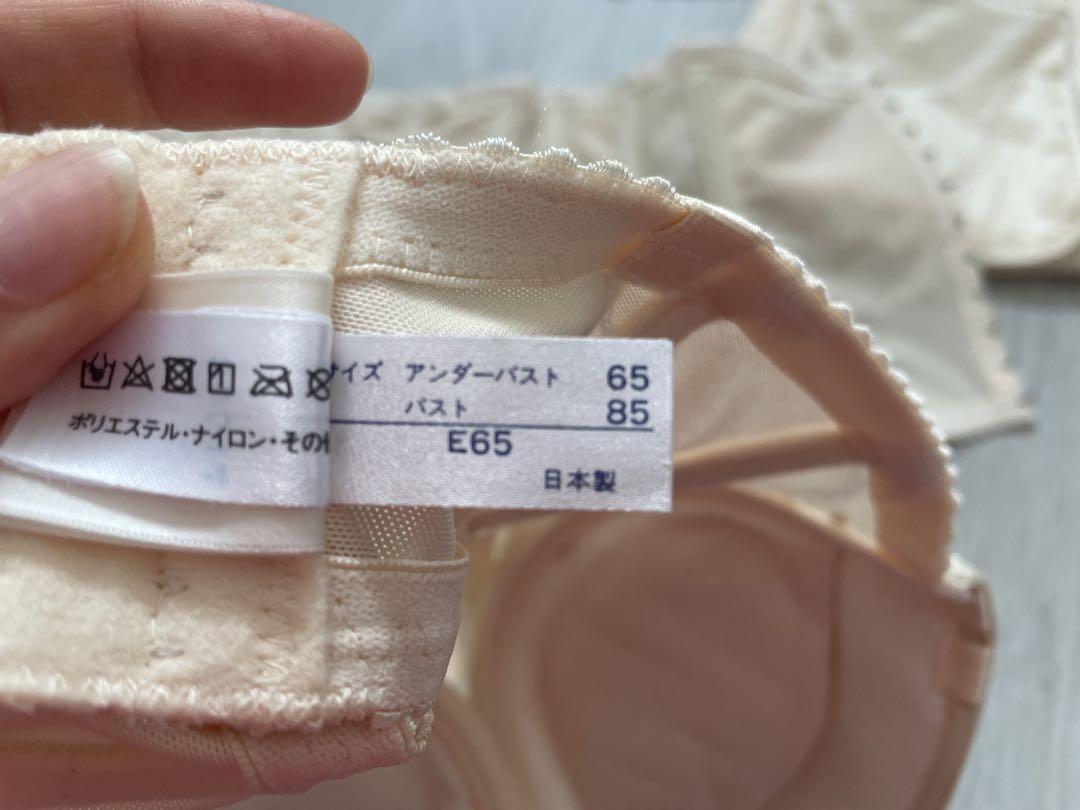 サイズ アンダーバスト 65
バスト 85
E65
日本製
ポリエステル・ナイロン・その